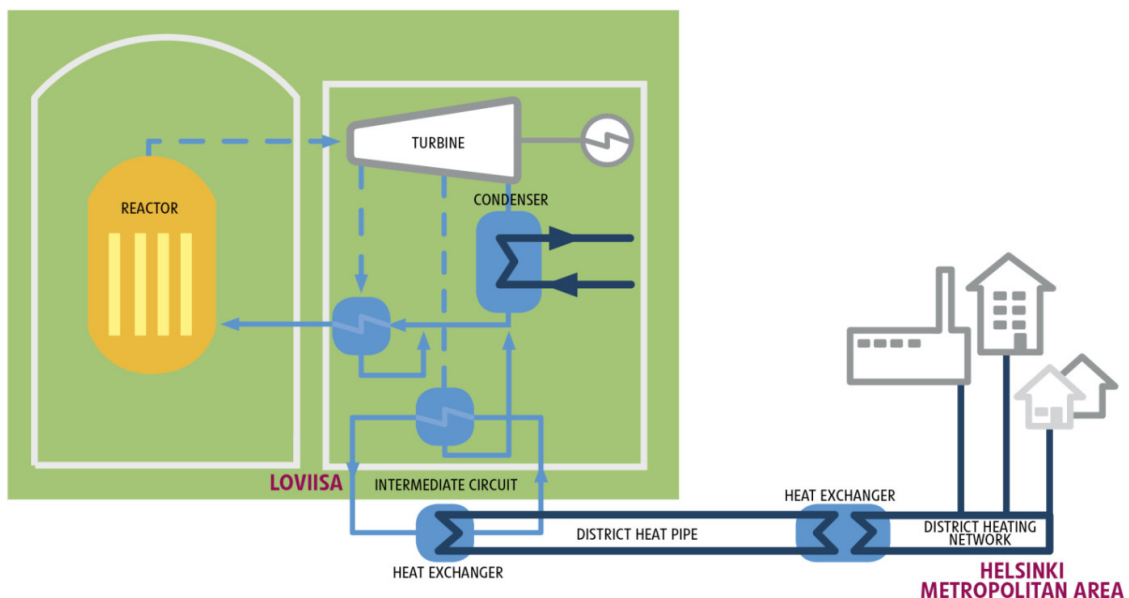 TURBINE
REACTOR
CONDENSER
LOVIISA
INTERMEDIATE CIRCUIT
HEAT EXCHANGER
DISTRICT HEAT PIPE
DISTRICT HEATING
NETWORK
HEAT EXCHANGER
HELSINKI
METROPOLITAN AREA